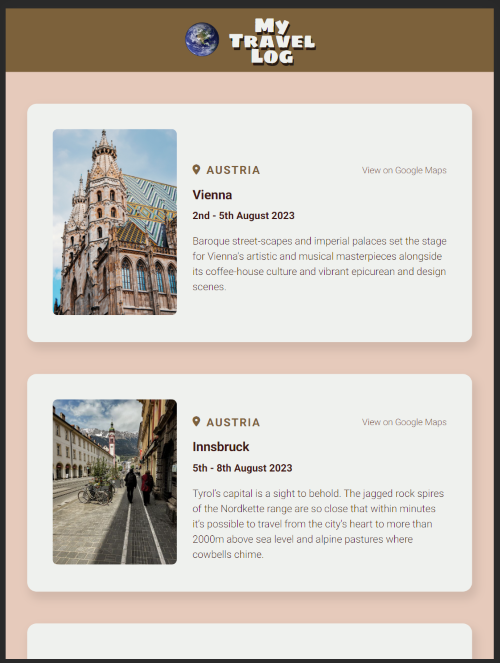 My
Travel
Log
AUSTRIA
View on Google Maps
Vienna
2nd - 5th August 2023
Baroque street-scapes and imperial palaces set the stage
for Vienna's artistic and musical masterpieces alongside
its coffee-house culture and vibrant epicurean and design
scenes.
AUSTRIA
View on Google Maps
Innsbruck
5th - 8th August 2023
Tyrol's capital is a sight to behold. The jagged rock spires
of the Nordkette range are so close that within minutes
it's possible to travel from the city's heart to more than
2000m above sea level and alpine pastures where
cowbells chime.